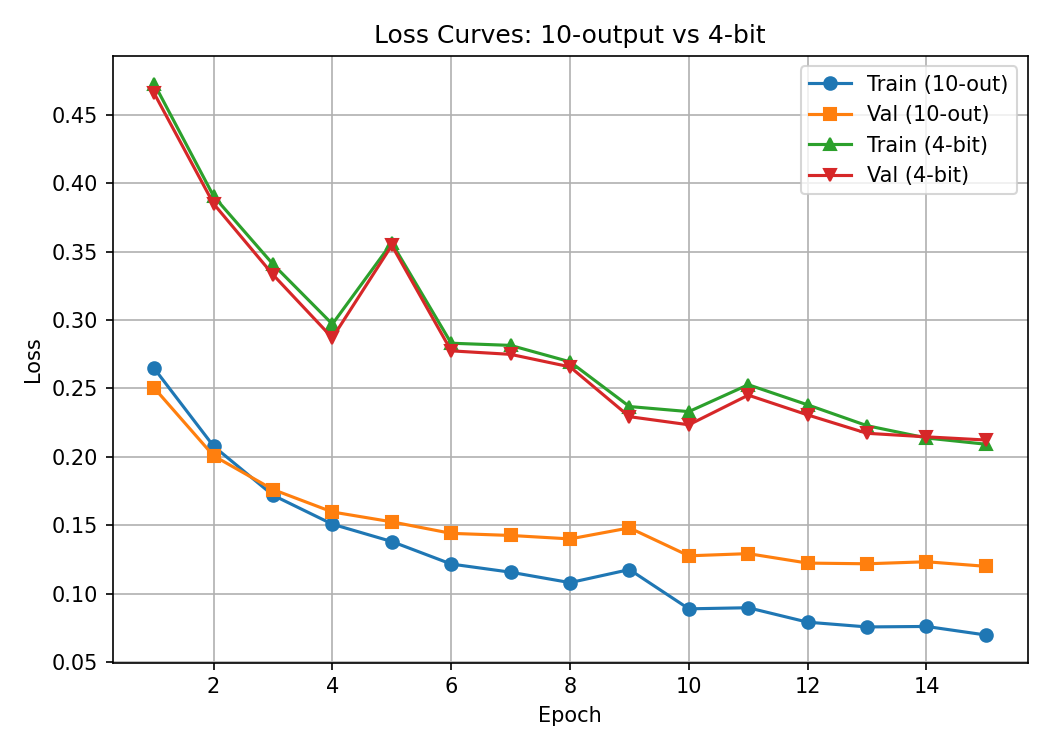 Loss Curves: 10-output vs 4-bit
Train (10-out)
Val (10-out)
Train (4-bit)
Val (4-bit)
Loss
0.45
0.40
0.35
0.30
0.25
0.20
0.15
0.10
0.05
2 4 6 8 10 12 14
Epoch